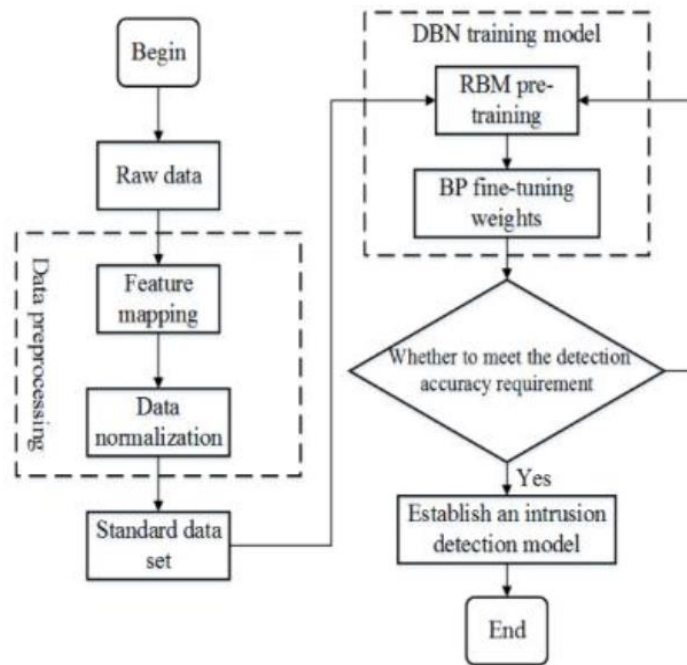 Begin
Raw data
Data preprocessing
Feature
mapping
Data
normalization
Standard data
set
DBN training model
RBM pre-
training
BP fine-tuning
weights
Whether to meet the detection
accuracy requirement
Yes
Establish an intrusion
detection model
End